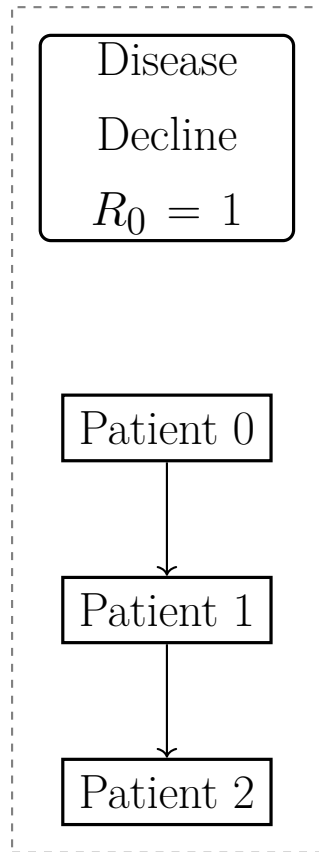 Disease
Decline
R₀ = 1
Patient 0
Patient 1
Patient 2